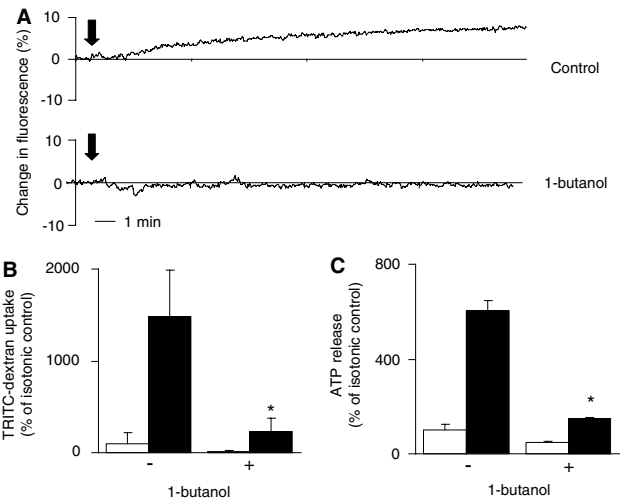 A
Change in fluorescence (%)
10
0
-10
Control
10
0
-10
1-butanol
1 min
B
TRITC-dextran uptake
(% of isotonic control)
2000
1000
0
*
-
+
1-butanol
C
ATP release
(% of isotonic control)
800
400
0
*
-
+
1-butanol